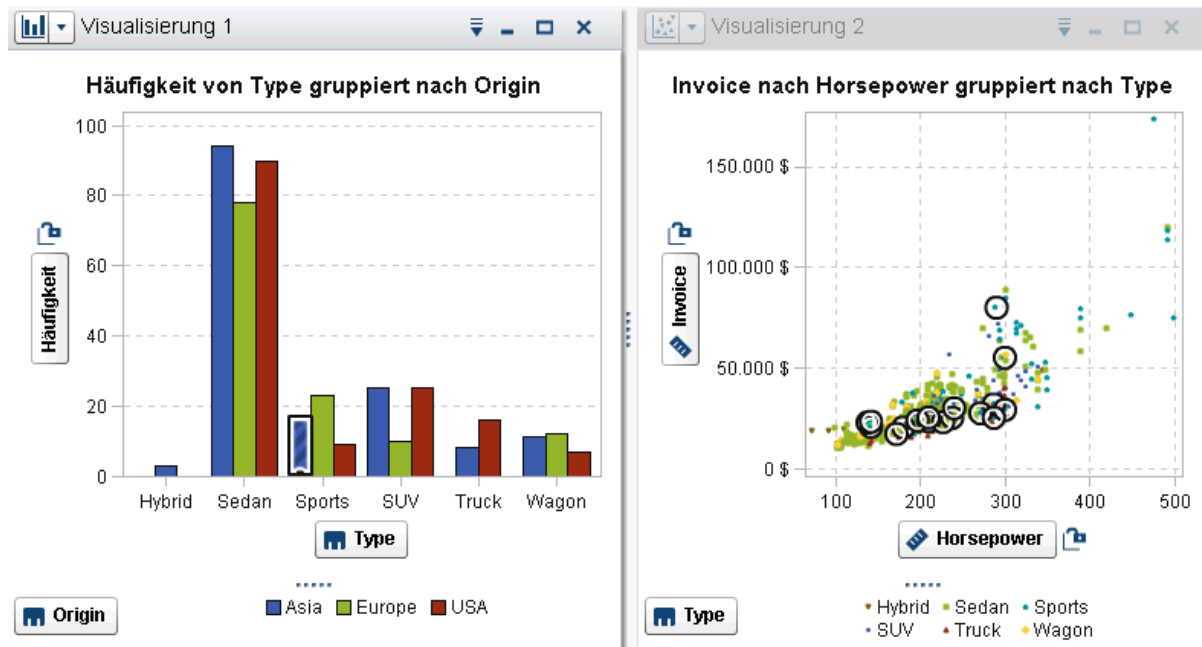 Visualisierung 1
Häufigkeit von Type gruppiert nach Origin
100
80
60
40
20
0
Häufigkeit
Hybrid Sedan Sports SUV Truck Wagon
Type
Origin
Asia Europe USA
Visualisierung 2
Invoice nach Horsepower gruppiert nach Type
150.000 $
100.000 $
50.000 $
0 $
Invoice
100 200 300 400 500
Horsepower
Type
Hybrid Sedan Sports
SUV Truck Wagon